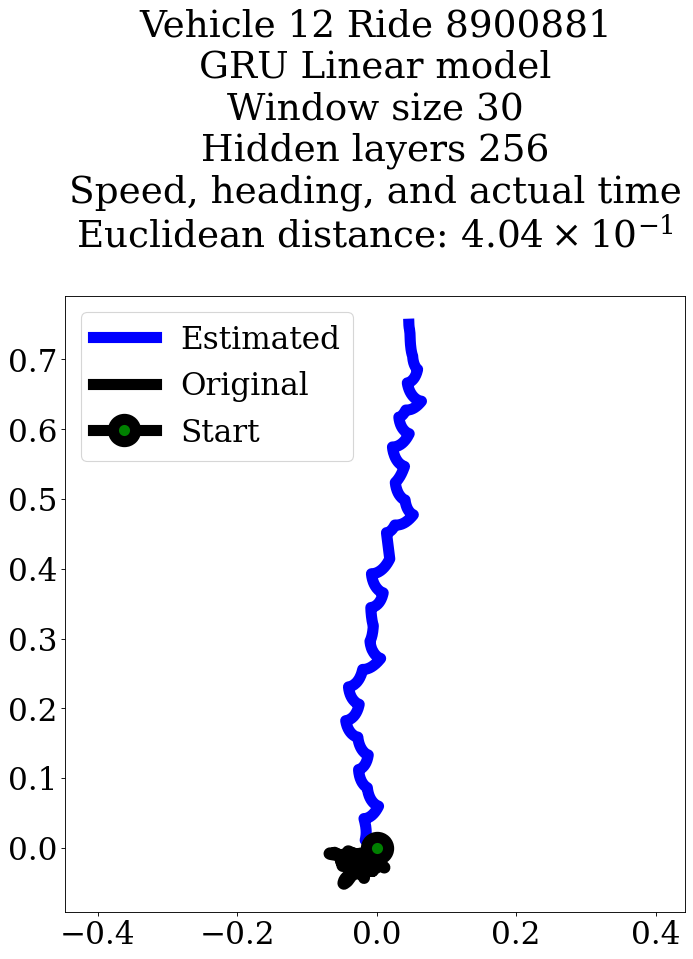 Vehicle 12 Ride 8900881
GRU Linear model
Window size 30
Hidden layers 256
Speed, heading, and actual time
Euclidean distance: 4.04 × 10⁻¹
Estimated
Original
Start
0.7
0.6
0.5
0.4
0.3
0.2
0.1
0.0
−0.4 −0.2 0.0 0.2 0.4